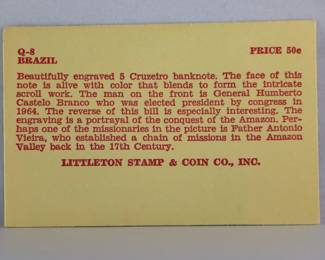 Q-8
BRAZIL
PRICE 50¢
Beautifully engraved 5 Cruzeiro banknote. The face of this
note is alive with color that blends to form the intricate
scroll work. The man on the front is General Humberto
Castelo Branco who was elected president by congress in
1964. The reverse of this bill is especially interesting. The
engraving is a portrayal of the conquest of the Amazon. Per-
haps one of the missionaries in the picture is Father Antonio
Vieira, who established a chain of missions in the Amazon
Valley back in the 17th Century.
LITTLETON STAMP & COIN CO., INC.